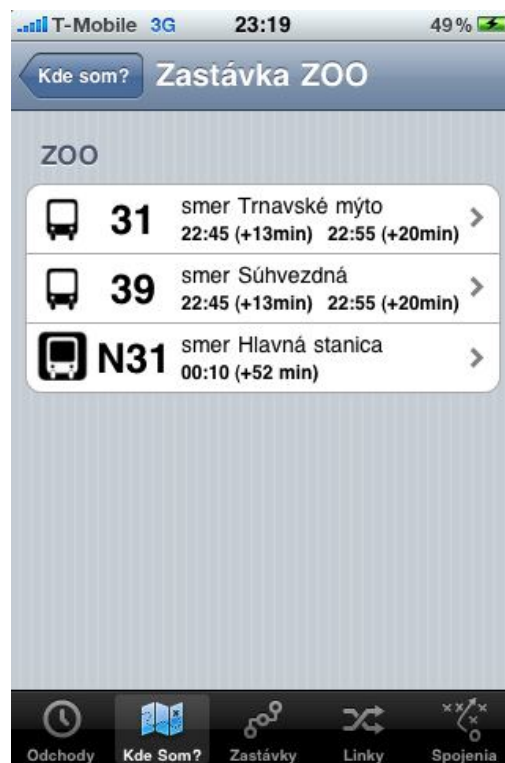 T-Mobile 3G 23:19 49%
Kde som? Zastávka ZOO
ZOO
31 smer Trnavské mýto
22:45 (+13min) 22:55 (+20min)
39 smer Súhvezdná
22:45 (+13min) 22:55 (+20min)
N31 smer Hlavná stanica
00:10 (+52 min)
Odchody Kde Som? Zastávky Linky Spojenia